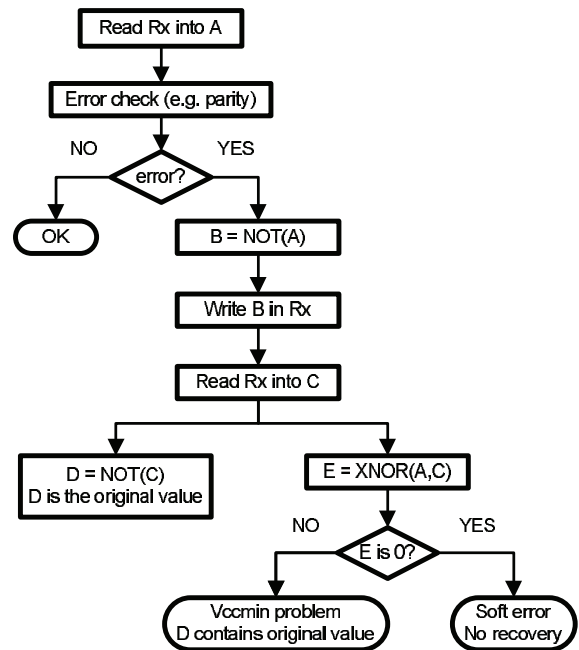 Read Rx into A
Error check (e.g. parity)
NO
YES
error?
OK
B = NOT(A)
Write B in Rx
Read Rx into C
D = NOT(C)
D is the original value
E = XNOR(A,C)
NO
YES
E is 0?
Vccmin problem
D contains original value
Soft error
No recovery